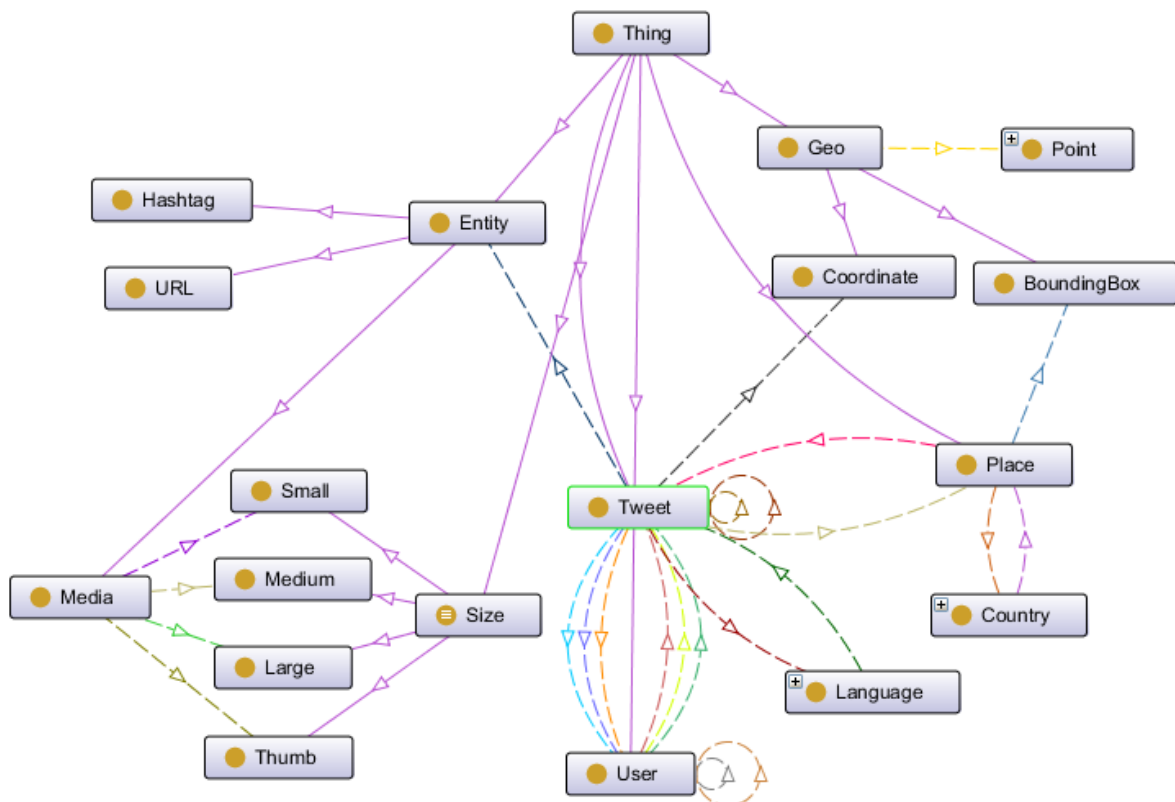 Thing
Geo
Point
Hashtag
Entity
URL
Coordinate
BoundingBox
Place
Small
Tweet
Medium
Media
Size
Country
Large
Language
Thumb
User